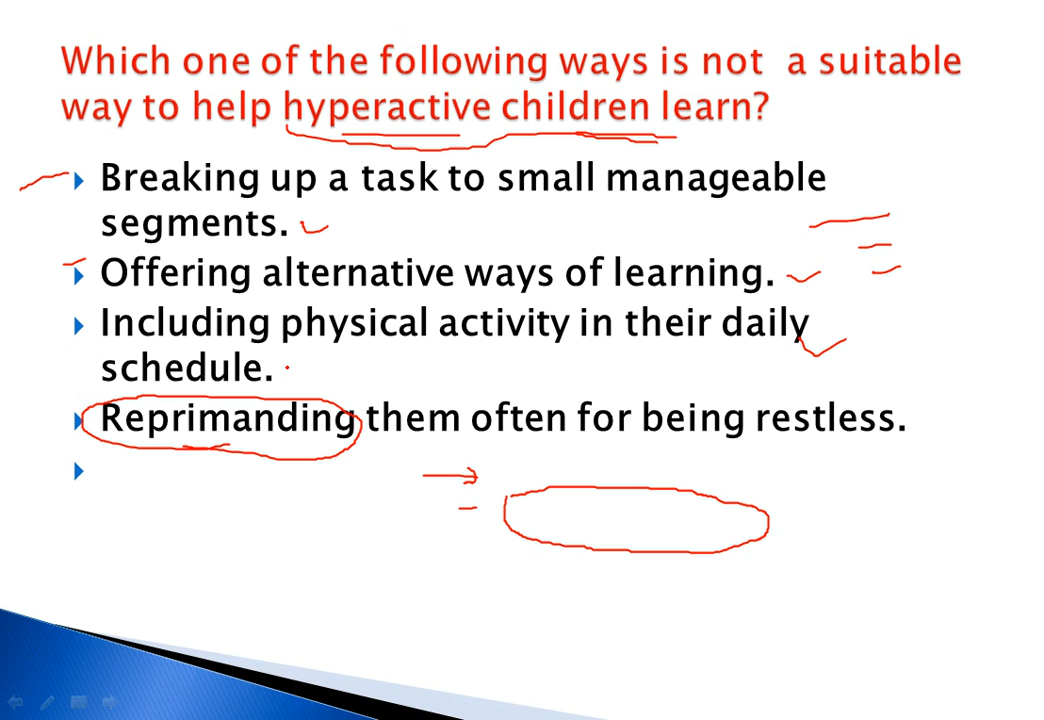 Which one of the following ways is not a suitable
way to help hyperactive children learn?
Breaking up a task to small manageable
segments.
Offering alternative ways of learning.
Including physical activity in their daily
schedule.
Reprimanding them often for being restless.